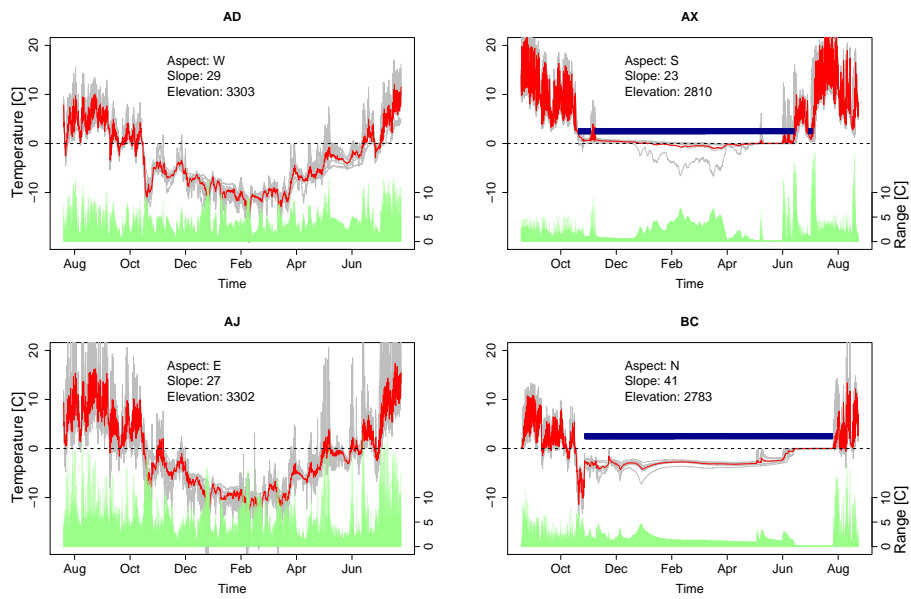 AD
Temperature [C]
20
10
0
−10
Aspect: W
Slope: 29
Elevation: 3303
10
5
0
Aug Oct Dec Feb Apr Jun
Time
AX
20
10
0
−10
Aspect: S
Slope: 23
Elevation: 2810
10
5
0
Range [C]
Oct Dec Feb Apr Jun Aug
Time
AJ
Temperature [C]
20
10
0
−10
Aspect: E
Slope: 27
Elevation: 3302
10
5
0
Aug Oct Dec Feb Apr Jun
Time
BC
20
10
0
−10
Aspect: N
Slope: 41
Elevation: 2783
10
5
0
Range [C]
Oct Dec Feb Apr Jun Aug
Time